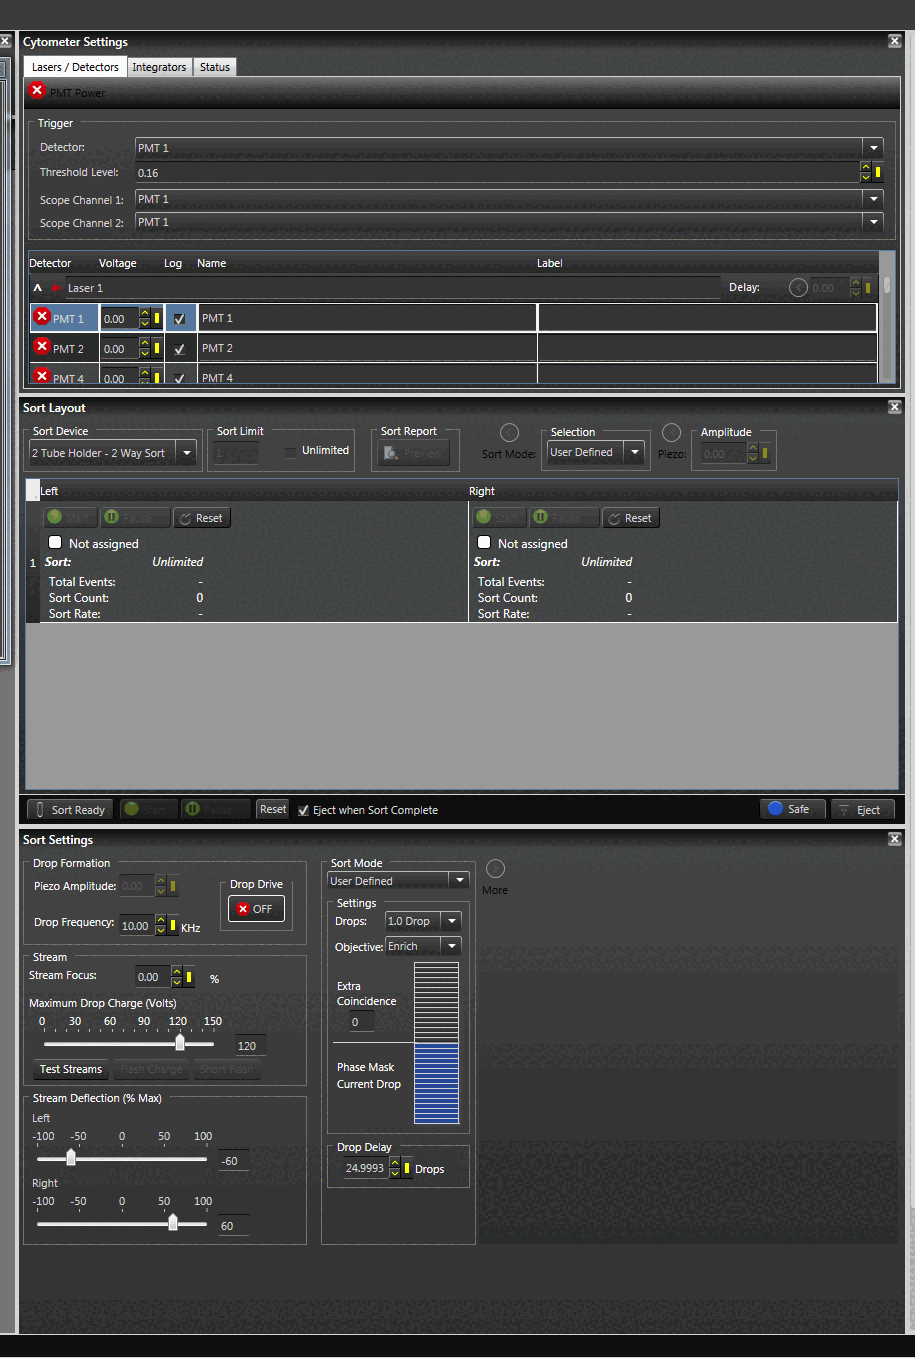 Cytometer Settings
Lasers / Detectors Integrators Status
PMT Power
Trigger
Detector: PMT 1
Threshold Level: 0.16
Scope Channel 1: PMT 1
Scope Channel 2: PMT 1
Detector Voltage Log Name Label
Laser 1 Delay: 0.00
PMT 1 0.00 PMT 1
PMT 2 0.00 PMT 2
PMT 4 0.00 PMT 4
Sort Layout
Sort Device Sort Limit Sort Report Selection Amplitude
2 Tube Holder - 2 Way Sort 1 Unlimited Preview Sort Mode: User Defined Piezo: 0.00
Left Right
Start Pause Reset Start Pause Reset
Not assigned Not assigned
1 Sort: Unlimited Sort: Unlimited
Total Events: - Total Events: -
Sort Count: 0 Sort Count: 0
Sort Rate: - Sort Rate: -
Sort Ready Start Pause Reset Eject when Sort Complete Safe Eject
Sort Settings
Drop Formation
Piezo Amplitude: 0.00
Drop Drive
OFF
Drop Frequency: 10.00 KHz
Stream
Stream Focus: 0.00 %
Maximum Drop Charge (Volts)
0 30 60 90 120 150
120
Test Streams Flash Charge Short Flash
Stream Deflection (% Max)
Left
-100 -50 0 50 100
-60
Right
-100 -50 0 50 100
60
Sort Mode
User Defined
Settings
Drops: 1.0 Drop
Objective: Enrich
Extra
Coincidence
0
Phase Mask
Current Drop
Drop Delay
24.9993 Drops
More